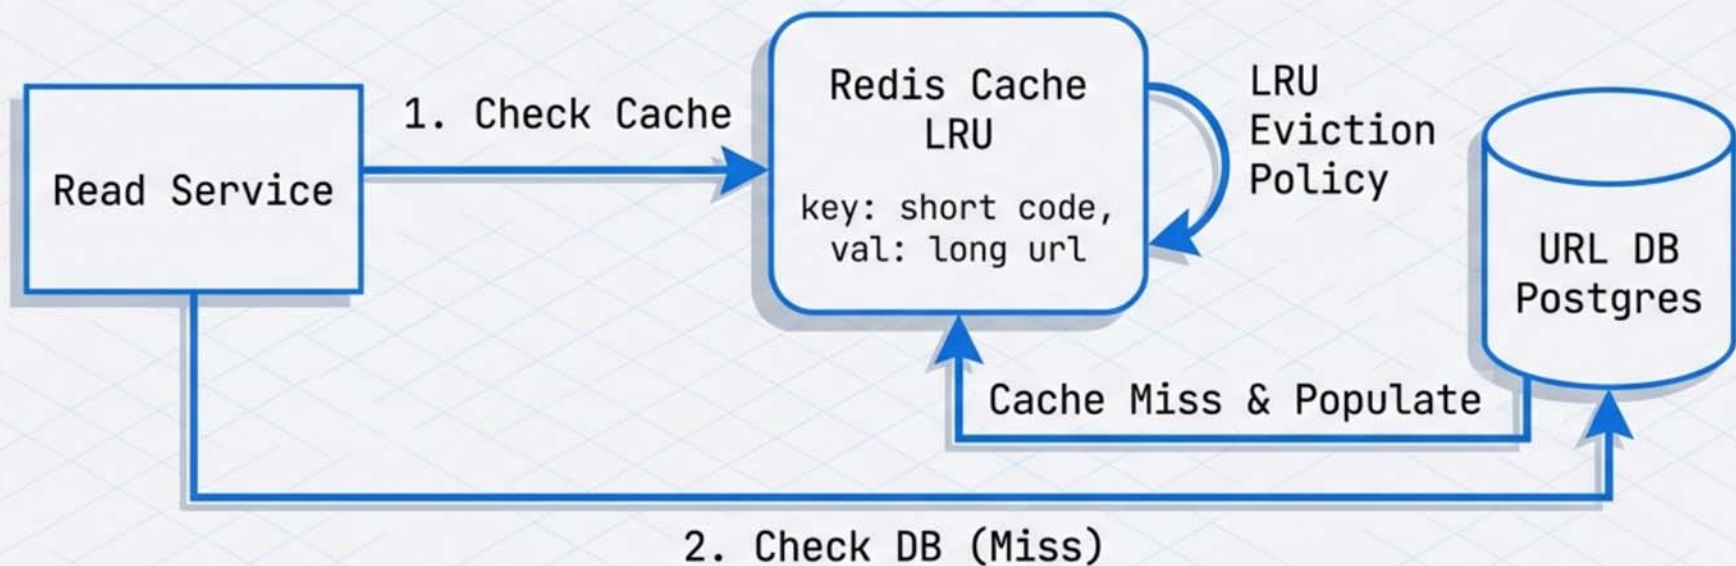 Read Service
1. Check Cache
Redis Cache
LRU
key: short code,
val: long url
LRU
Eviction
Policy
URL DB
Postgres
Cache Miss & Populate
2. Check DB (Miss)